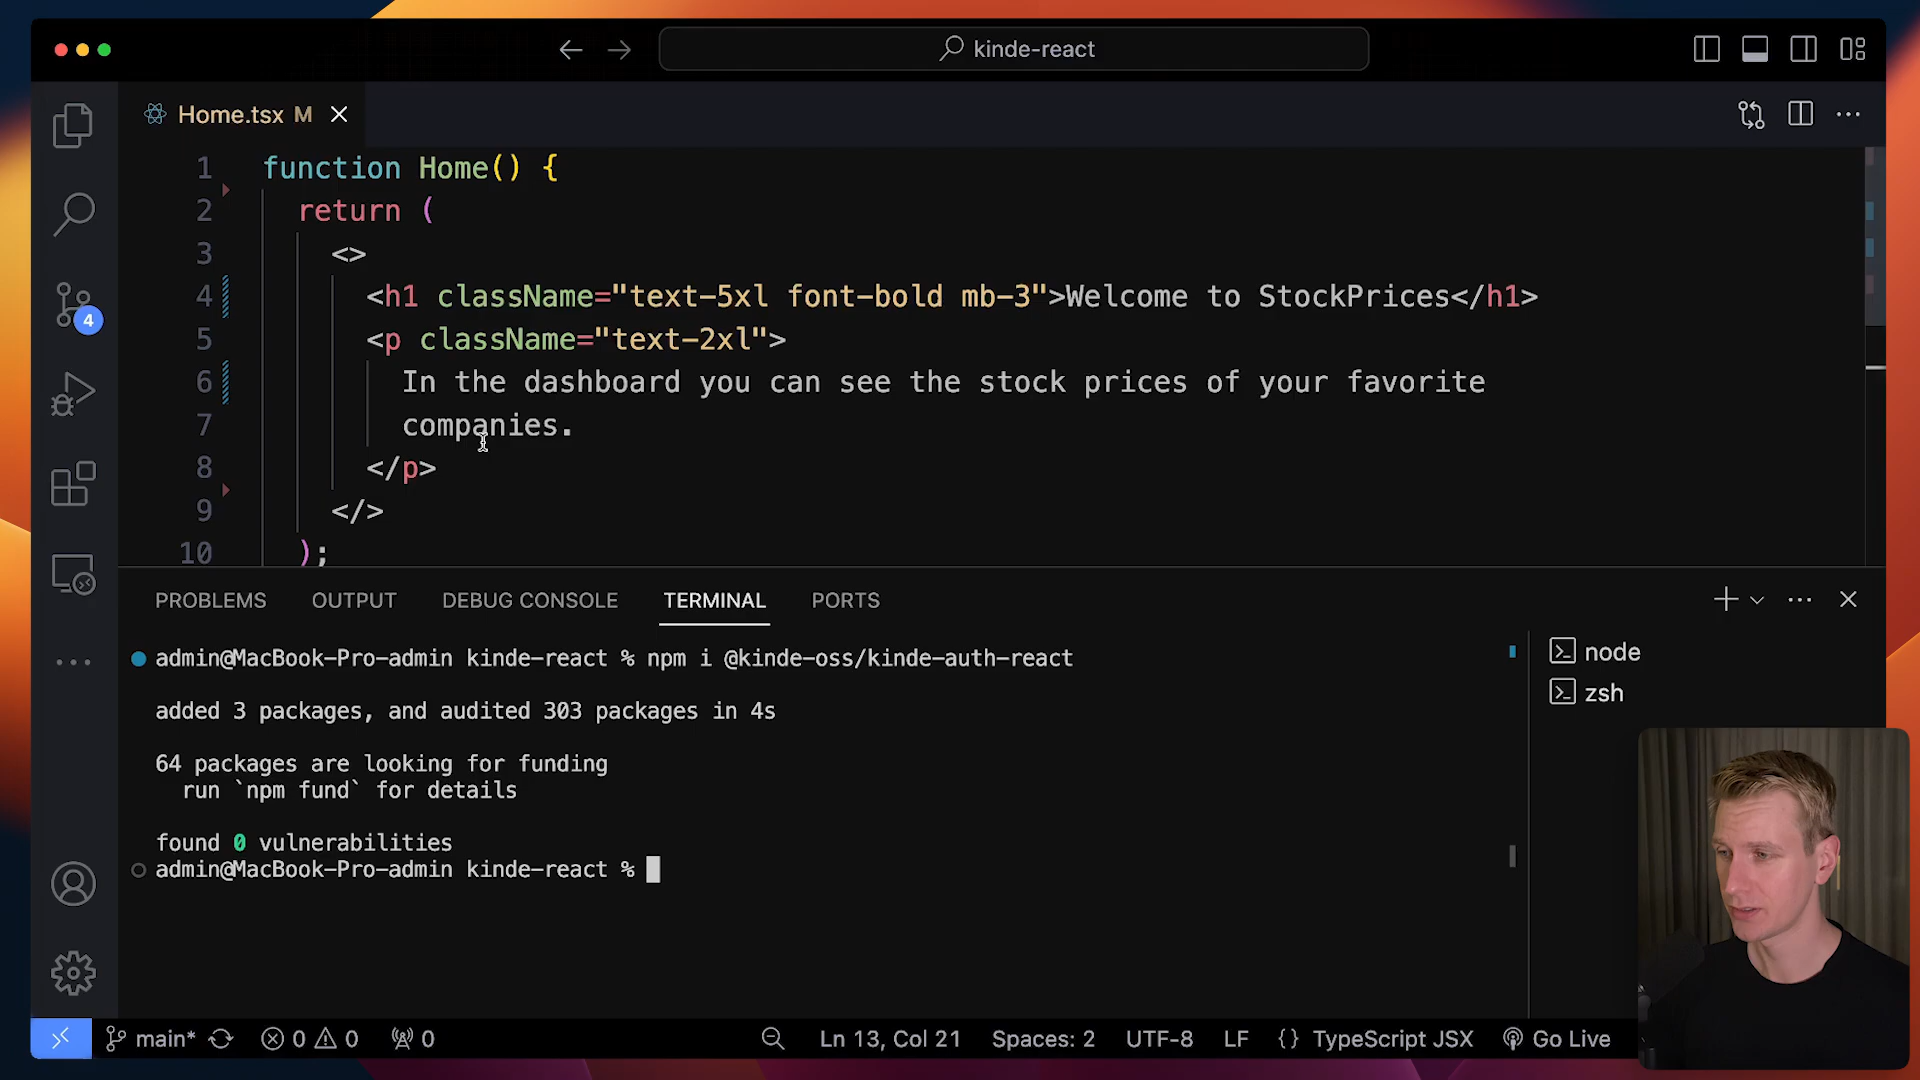 kinde-react
Home.tsx M
1 function Home() {
2 return (
3 <>
4 <h1 className="text-5xl font-bold mb-3">Welcome to StockPrices</h1>
5 <p className="text-2xl">
6 In the dashboard you can see the stock prices of your favorite
7 companies.
8 </p>
9 </>
10 );
4
PROBLEMS OUTPUT DEBUG CONSOLE TERMINAL PORTS
admin@MacBook-Pro-admin kinde-react % npm i @kinde-oss/kinde-auth-react
added 3 packages, and audited 303 packages in 4s
64 packages are looking for funding
run `npm fund` for details
found 0 vulnerabilities
admin@MacBook-Pro-admin kinde-react %
node
zsh
main* 0 0 0 Ln 13, Col 21 Spaces: 2 UTF-8 LF {} TypeScript JSX Go Live